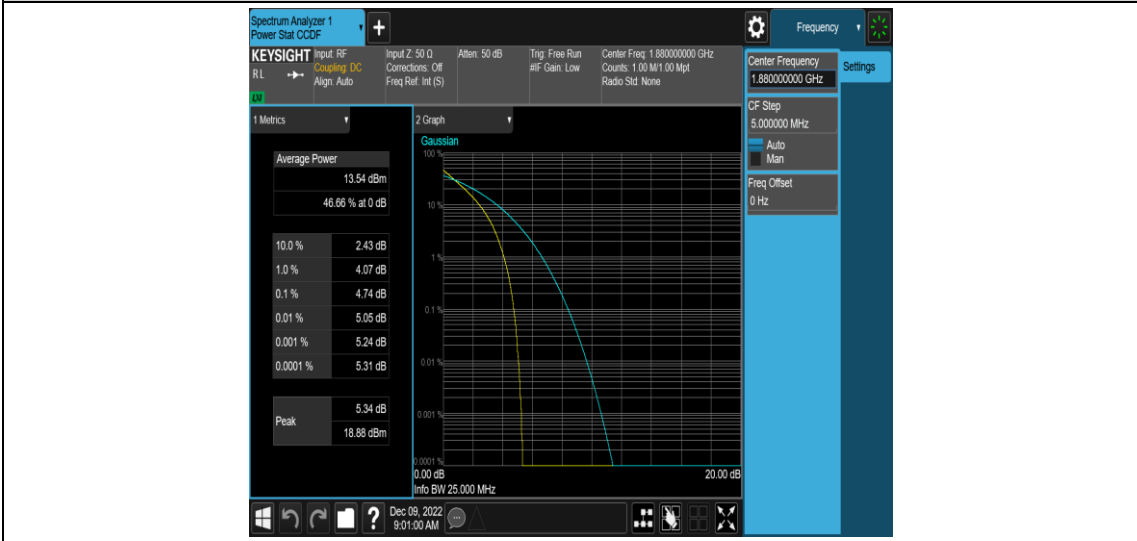 Spectrum Analyzer 1
Power Stat CCDF
+
Frequency
KEYSIGHT
RL
LXI
Input: RF
Coupling: DC
Align: Auto
Input Z: 50 Ω
Corrections: Off
Freq Ref: Int (S)
Atten: 50 dB
Trig: Free Run
#IF Gain: Low
Center Freq: 1.880000000 GHz
Counts: 1.00 M/1.00 Mpt
Radio Std: None
Center Frequency
1.880000000 GHz
Settings
CF Step
5.000000 MHz
Auto
Man
Freq Offset
0 Hz
1 Metrics
Average Power
13.54 dBm
46.66 % at 0 dB
10.0 % 2.43 dB
1.0 % 4.07 dB
0.1 % 4.74 dB
0.01 % 5.05 dB
0.001 % 5.24 dB
0.0001 % 5.31 dB
Peak
5.34 dB
18.88 dBm
2 Graph
Gaussian
100 %
10 %
1 %
0.1 %
0.01 %
0.001 %
0.0001 %
0.00 dB 20.00 dB
Info BW 25.000 MHz
?
Dec 09, 2022
9:01:00 AM